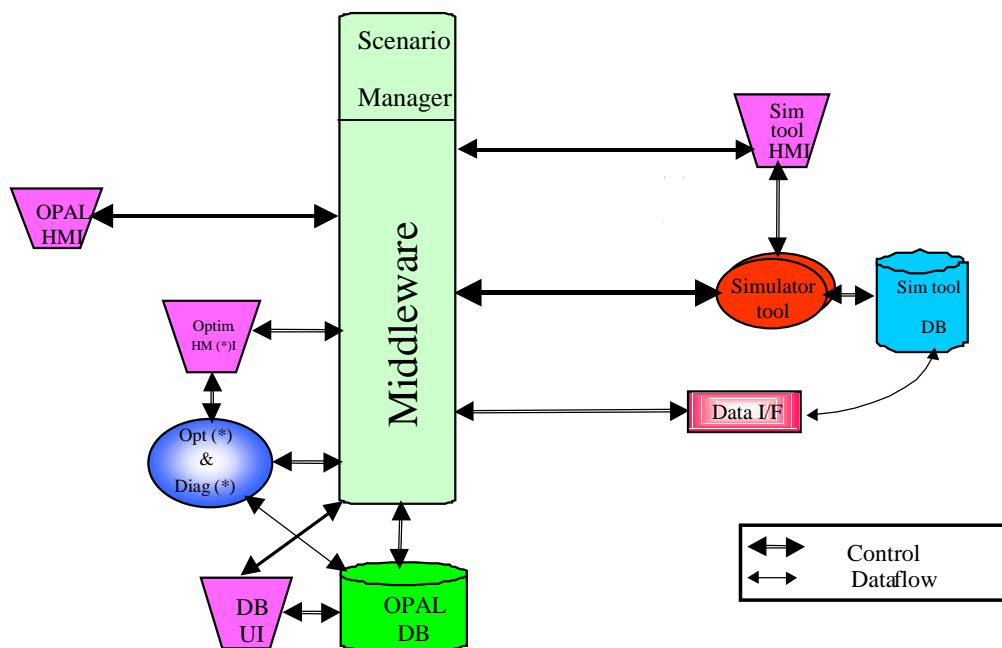 Scenario
Manager
Middleware
Sim
tool
HMI
OPAL
HMI
Simulator
tool
Sim tool
DB
Optim.
HM (*)I
Data I/F
Opt (*)
&
Diag (*)
DB
UI
OPAL
DB
Control
Dataflow